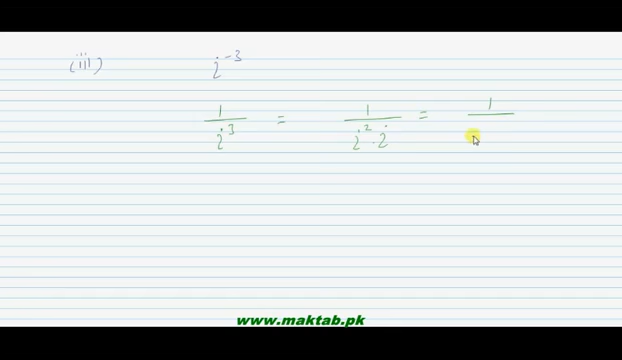 (iii) i⁻³
1/i³ = 1/i²·i = 1/
www.maktab.pk